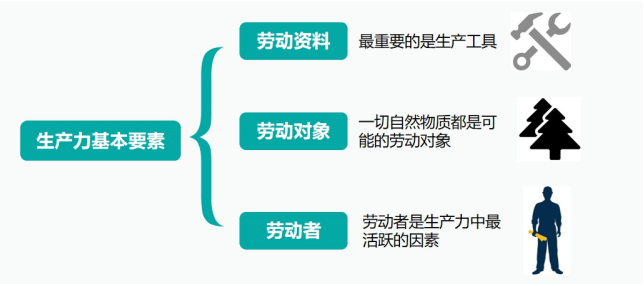 生产力基本要素
劳动资料
最重要的是生产工具
劳动对象
一切自然物质都是可
能的劳动对象
劳动者
劳动者是生产力中最
活跃的因素